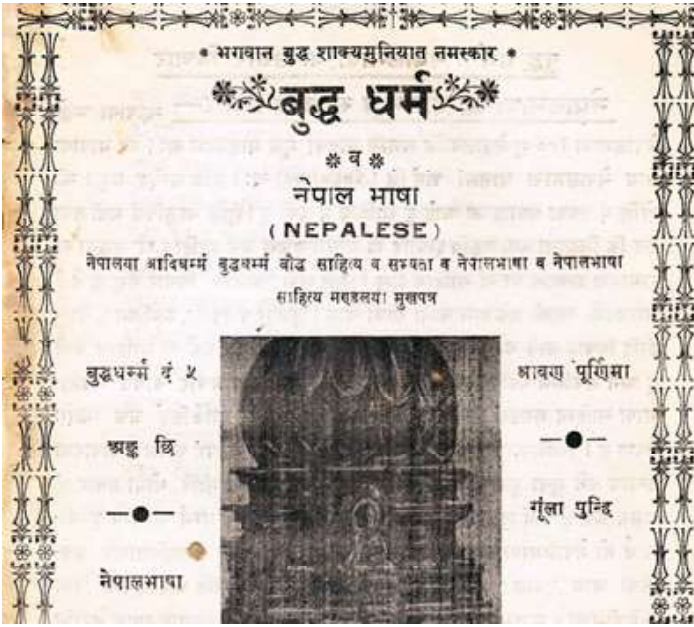 * भगवान बुद्ध शाक्यमुनियात नमस्कार *
बुद्ध धर्म
* व *
नेपाल भाषा
(NEPALESE)
नेपालया आदिधर्म्म बुद्धधर्म्म बौद्ध साहित्य व सभ्यता व नेपालभाषा व नेपालभाषा
साहित्य मण्डलया मुखपत्र
बुद्धधर्म्म दं ५
श्रावण पूर्णिमा
अङ्क छि
गूंला पुन्हि
नेपालभाषा